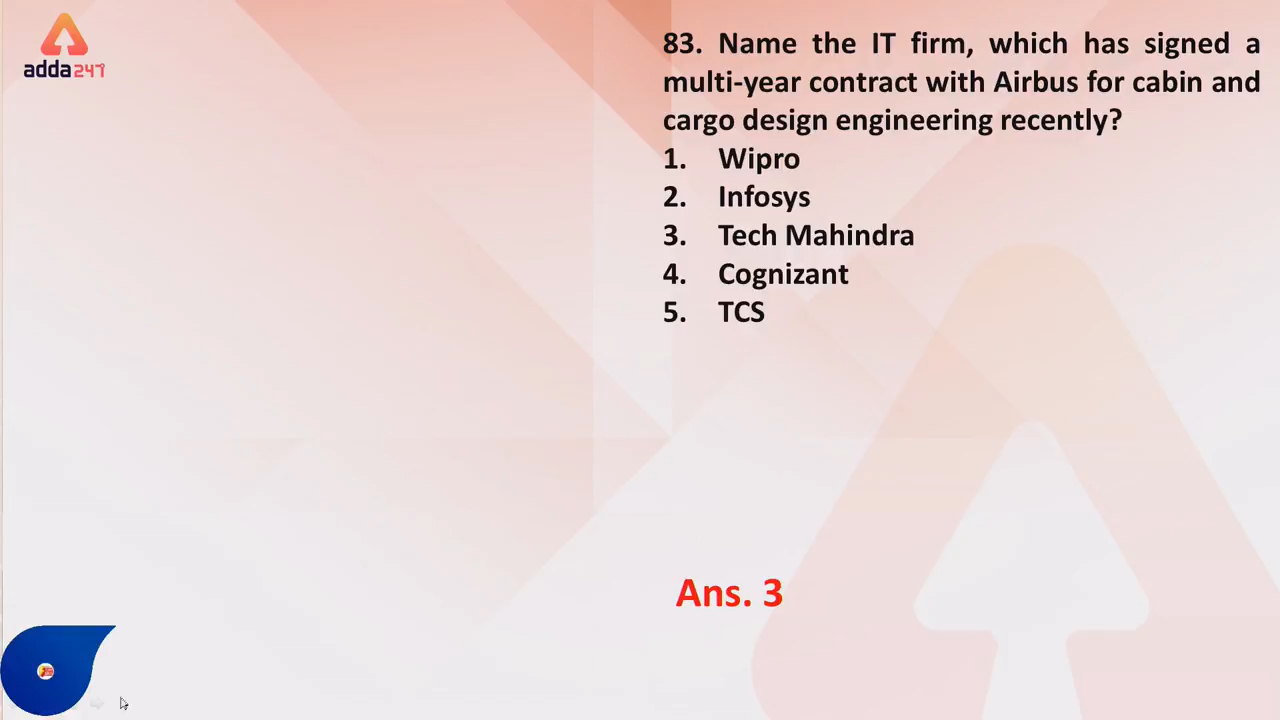 adda247
83. Name the IT firm, which has signed a
multi-year contract with Airbus for cabin and
cargo design engineering recently?
1. Wipro
2. Infosys
3. Tech Mahindra
4. Cognizant
5. TCS
Ans. 3